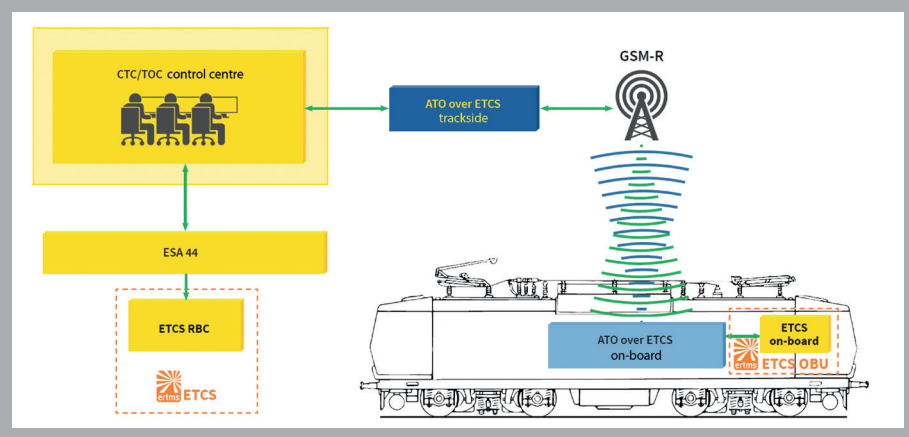 CTC/TOC control centre
GSM-R
ATO over ETCS
trackside
ESA 44
ETCS RBC
ertms
ETCS
ATO over ETCS
on-board
ETCS
on-board
ertms
ETCS OBU